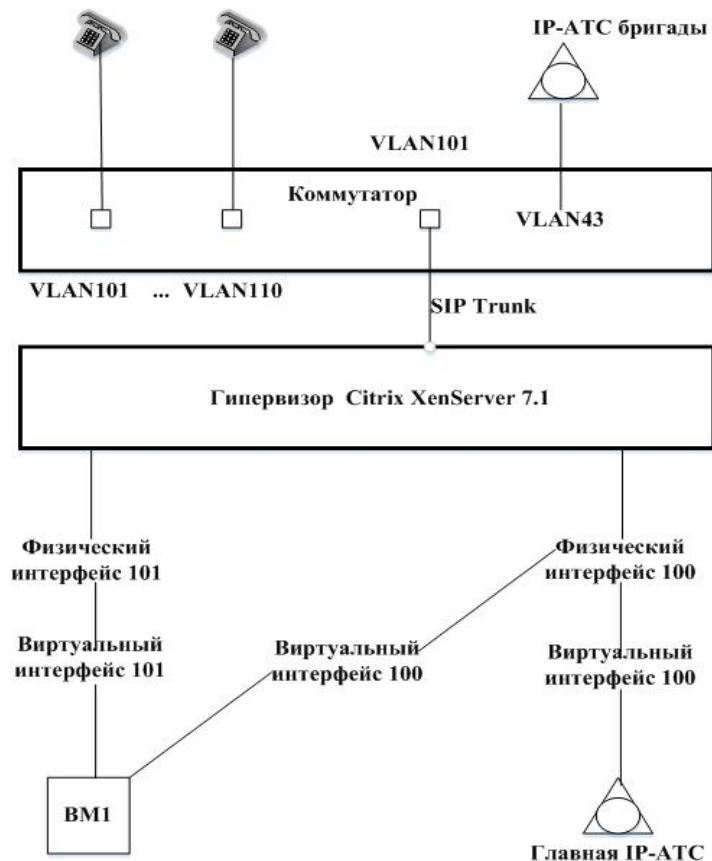 IP-АТС бригады
VLAN101
Коммутатор
VLAN43
VLAN101 ... VLAN110
SIP Trunk
Гипервизор Citrix XenServer 7.1
Физический
интерфейс 101
Физический
интерфейс 100
Виртуальный
интерфейс 101
Виртуальный
интерфейс 100
Виртуальный
интерфейс 100
ВМ1
Главная IP-АТС